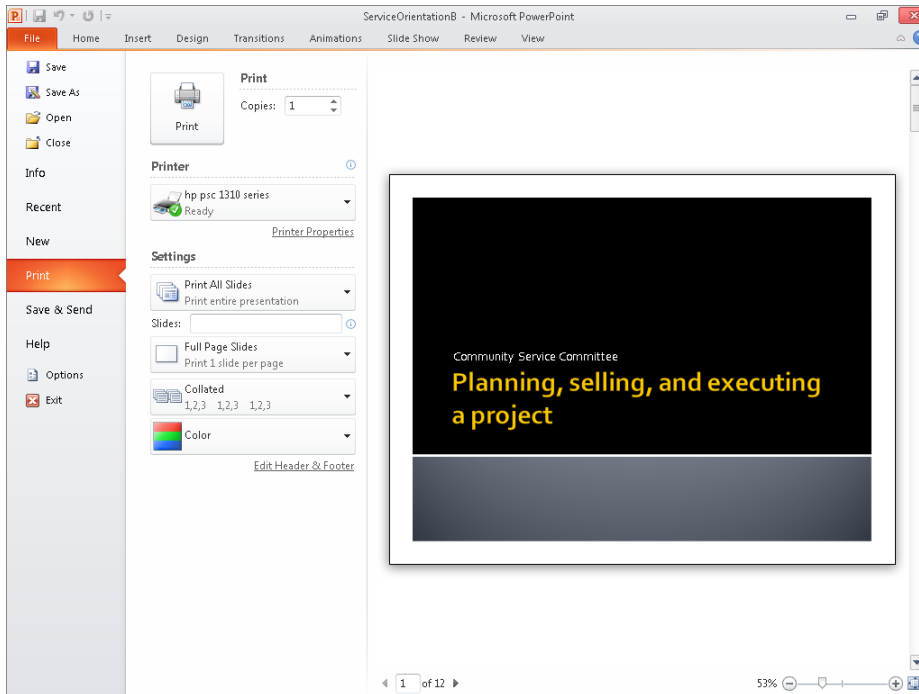 ServiceOrientationB - Microsoft PowerPoint
File Home Insert Design Transitions Animations Slide Show Review View
Save
Save As
Open
Close
Info
Recent
New
Print
Save & Send
Help
Options
Exit
Print
Print
Copies: 1
Printer
hp psc 1310 series
Ready
Printer Properties
Settings
Print All Slides
Print entire presentation
Slides:
Full Page Slides
Print 1 slide per page
Collated
1,2,3 1,2,3 1,2,3
Color
Edit Header & Footer
Community Service Committee
Planning, selling, and executing
a project
1 of 12
53%